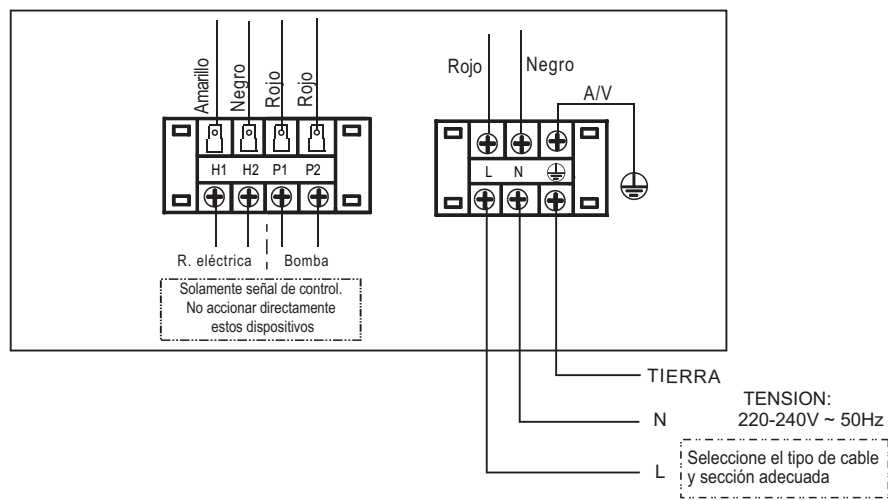 Amarillo
Negro
Rojo
Rojo
H1 H2 P1 P2
R. eléctrica
Bomba
Solamente señal de control.
No accionar directamente
estos dispositivos
Rojo
Negro
A/V
L N
TIERRA
N
L
TENSION:
220-240V ~ 50Hz
Seleccione el tipo de cable
y sección adecuada